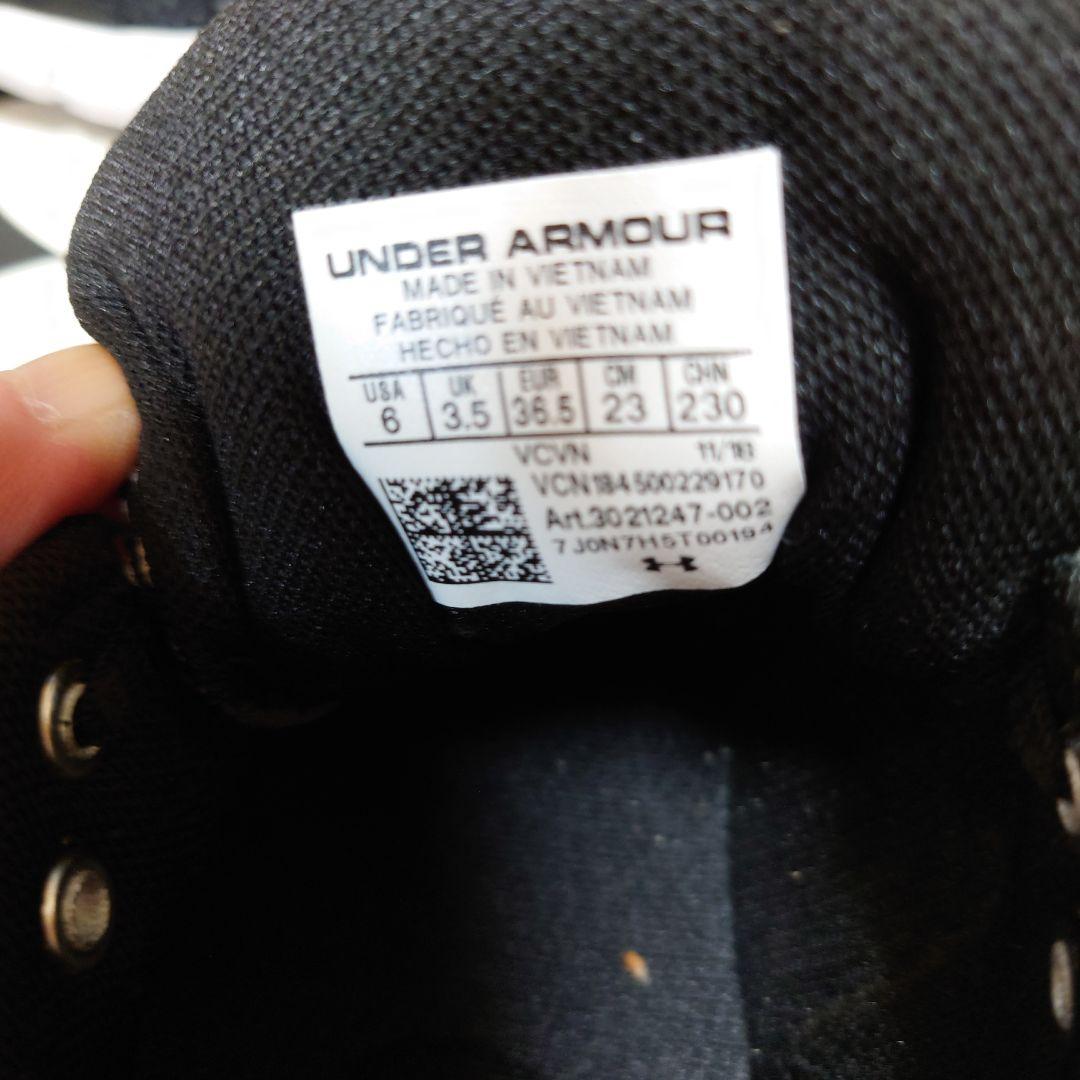 UNDER ARMOUR
MADE IN VIETNAM
FABRIQUÉ AU VIETNAM
HECHO EN VIETNAM
USA UK EUR CM CHN
6 3.5 36.5 23 230
VCVN 11/18
VCN184500229170
Art.3021247-002
7J0N7H5T00194